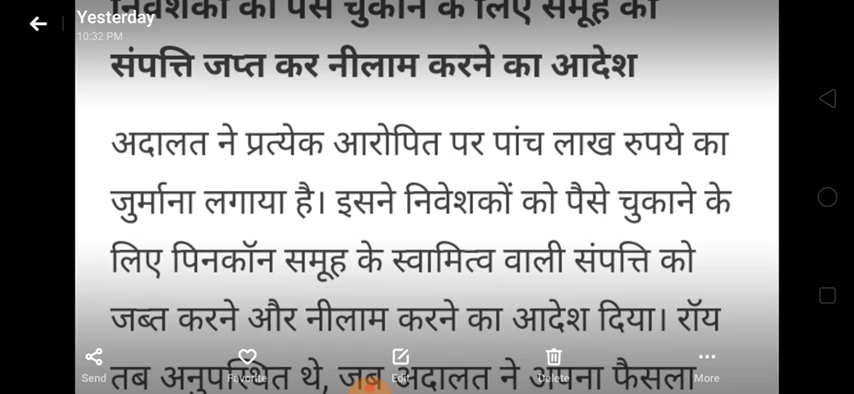 Yesterday
10:32 PM
निवेशकों को पैसे चुकाने के लिए समूह की
संपत्ति जप्त कर नीलाम करने का आदेश
अदालत ने प्रत्येक आरोपित पर पांच लाख रुपये का
जुर्माना लगाया है। इसने निवेशकों को पैसे चुकाने के
लिए पिनकॉन समूह के स्वामित्व वाली संपत्ति को
जब्त करने और नीलाम करने का आदेश दिया। रॉय
तब अनुपस्थित थे, जब अदालत ने अपना फैसला
Send Favorite Edit Delete More